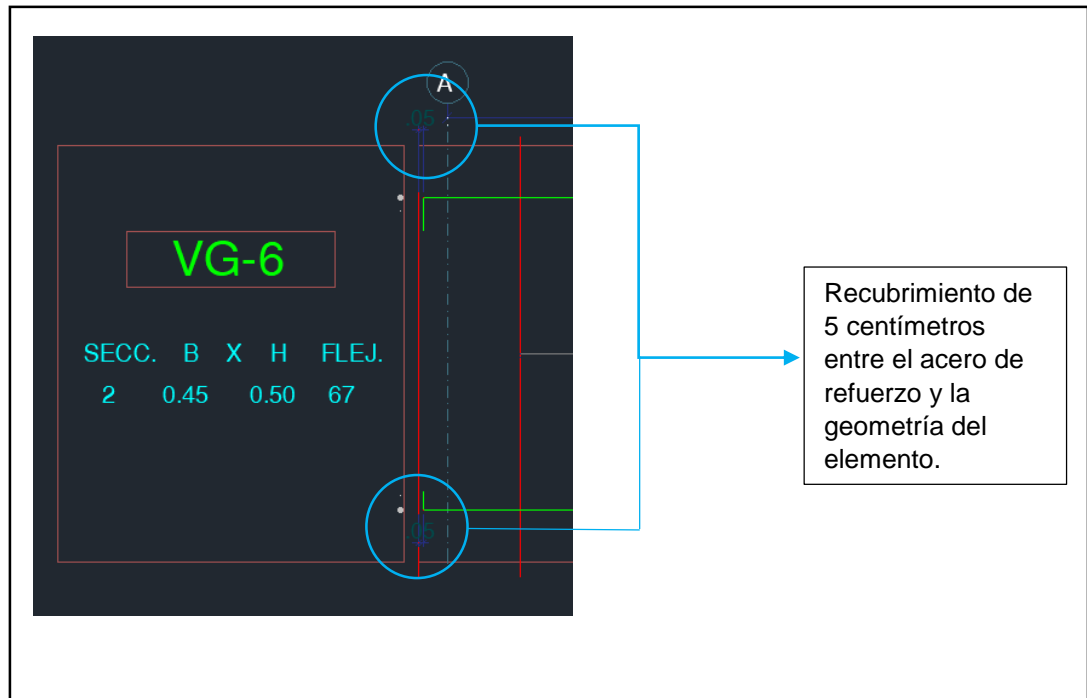 A
.05
VG-6
SECC. B X H FLEJ.
2 0.45 0.50 67
.05
Recubrimiento de
5 centímetros
entre el acero de
refuerzo y la
geometría del
elemento.